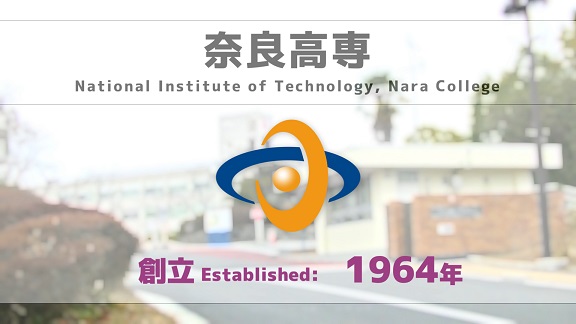 奈良高専
National Institute of Technology, Nara College
創立 Established: 1964年